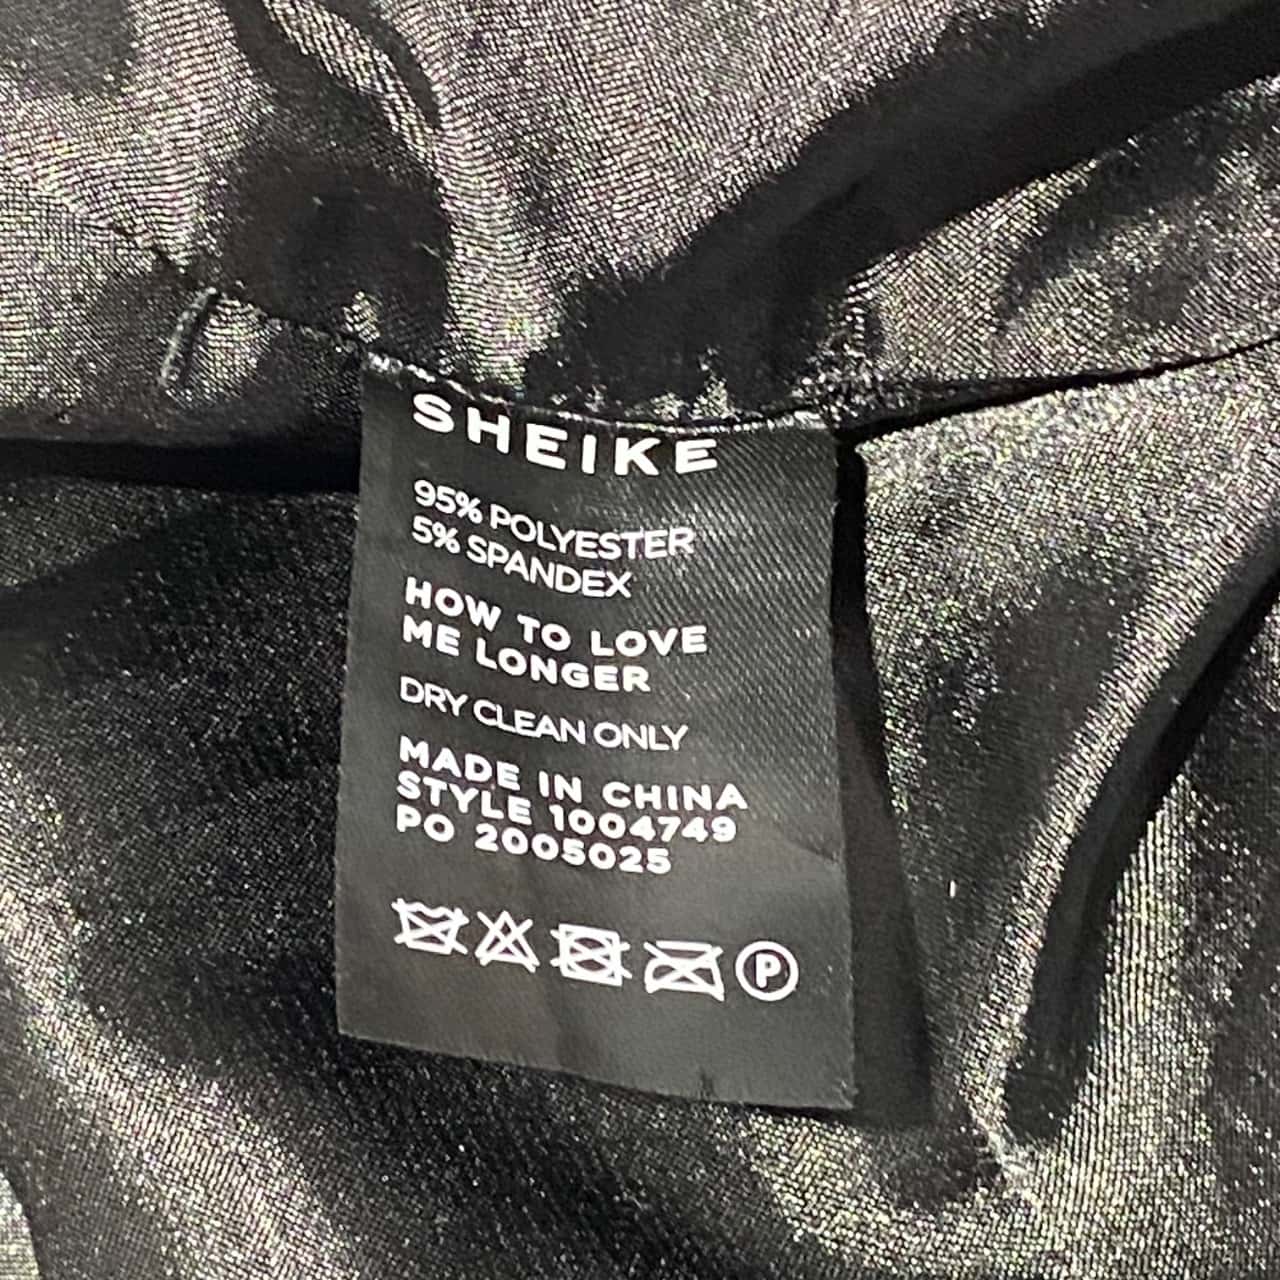 SHEIKE
95% POLYESTER
5% SPANDEX
HOW TO LOVE
ME LONGER
DRY CLEAN ONLY
MADE IN CHINA
STYLE 1004749
PO 2005025
P